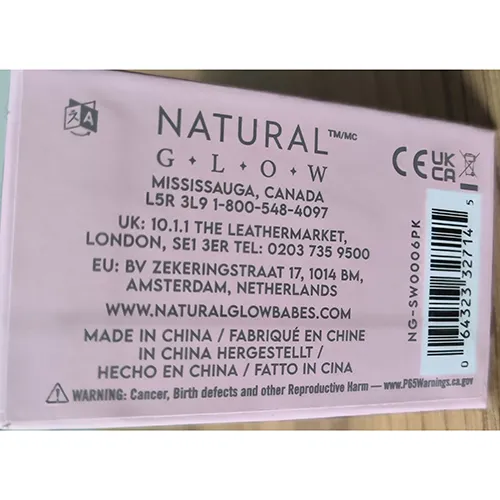 A
NATURAL TM/MC
G • L • O W
MISSISSAUGA, CANADA
L5R 3L9 1-800-548-4097
UK: 10.1.1 THE LEATHERMARKET,
LONDON, SE1 3ER TEL: 0203 735 9500
EU: BV ZEKERINGSTRAAT 17, 1014 BM,
AMSTERDAM, NETHERLANDS
WWW.NATURALGLOWBABES.COM
MADE IN CHINA / FABRIQUÉ EN CHINE
IN CHINA HERGESTELLT /
HECHO EN CHINA / FATTO IN CINA
WARNING: Cancer, Birth defects and other Reproductive Harm — www.P65Warnings.ca.gov
CE UK
CA
NG-SW0006PK
0 64323 32714 5